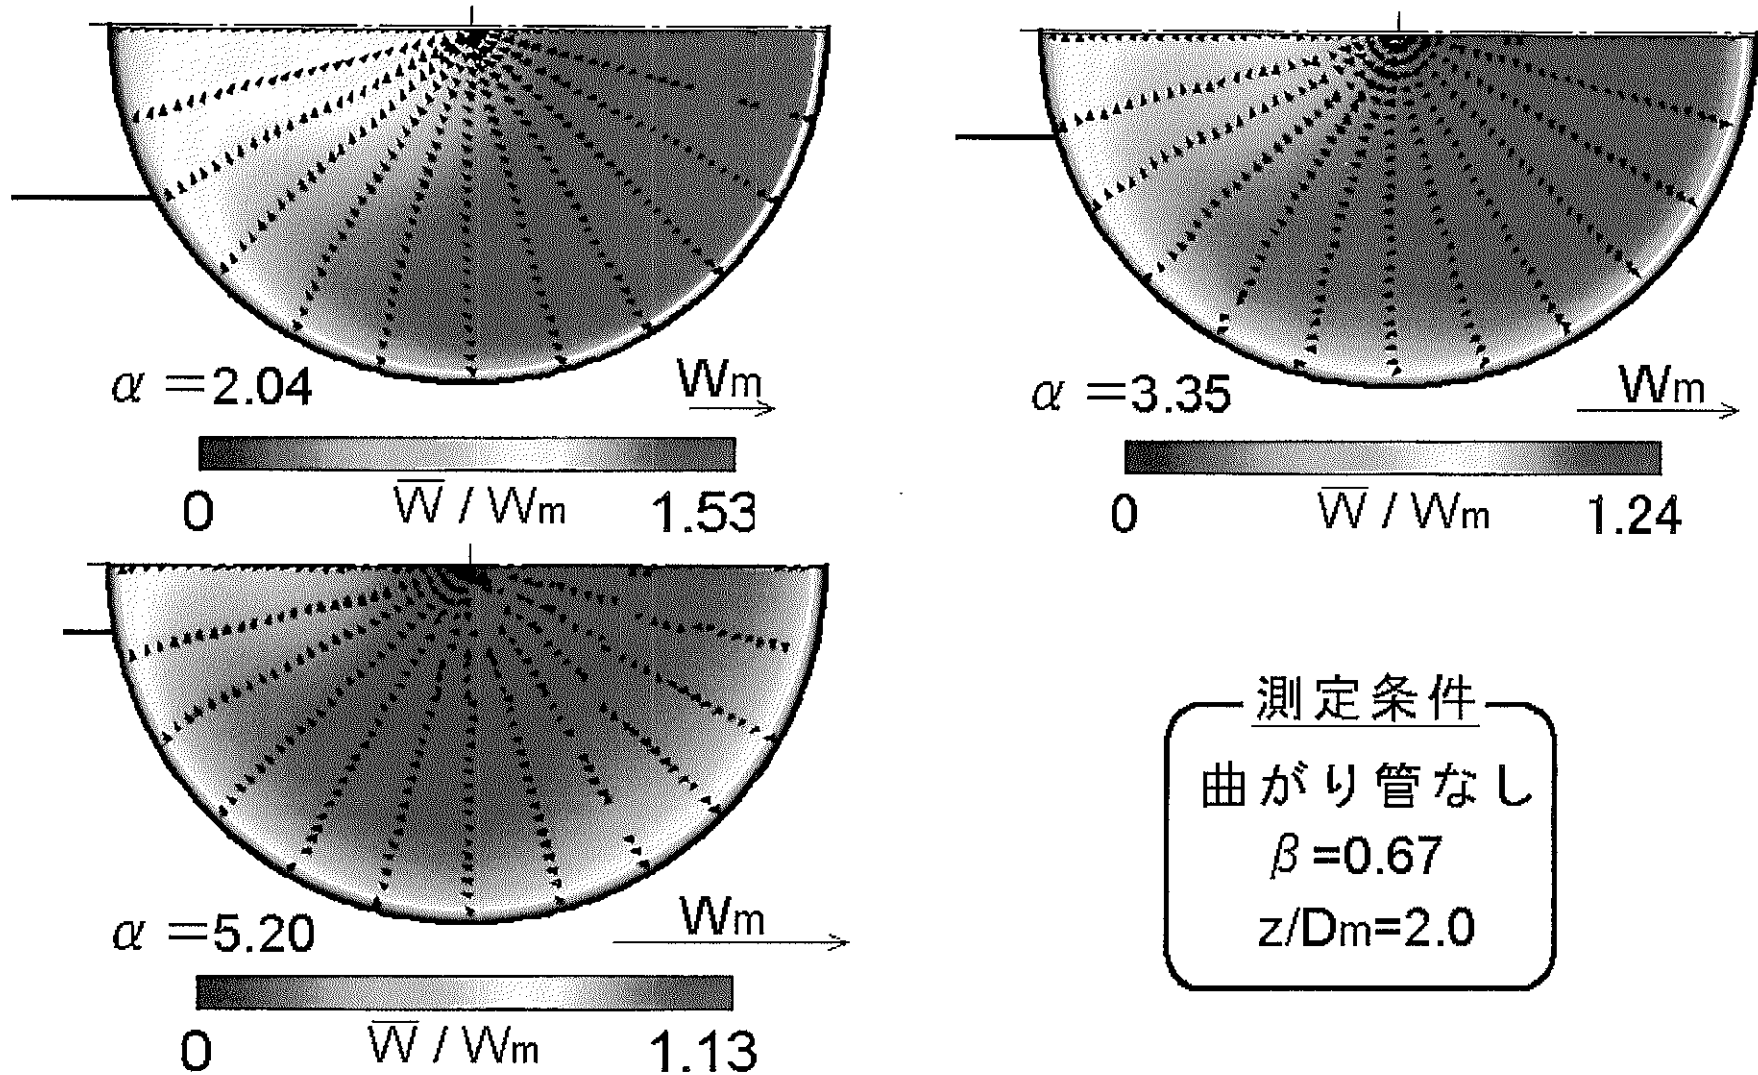 α=2.04
Wm
0 W̅/Wm 1.53
α=3.35
Wm
0 W̅/Wm 1.24
α=5.20
Wm
0 W̅/Wm 1.13
測定条件
曲がり管なし
β=0.67
z/Dm=2.0